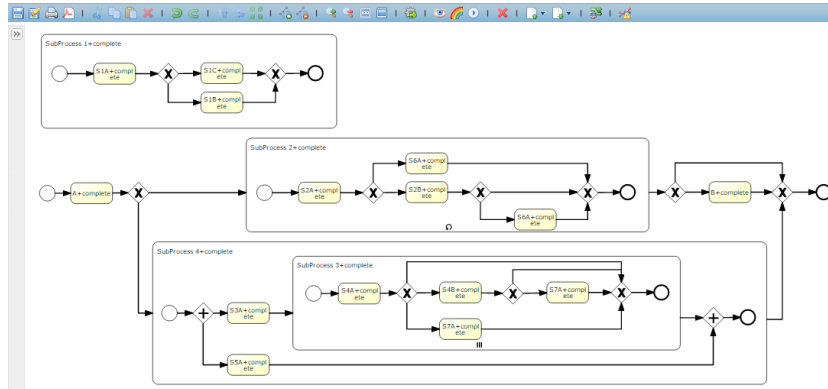 SubProcess 1+complete
S1A+compl
ete
S1C+compl
ete
S1B+compl
ete
SubProcess 2+complete
S6A+compl
ete
A+complete
S2A+compl
ete
S2B+compl
ete
B+complete
S6A+compl
ete
SubProcess 4+complete
SubProcess 3+complete
S4A+compl
ete
S4B+compl
ete
S7A+compl
ete
S3A+compl
ete
S7A+compl
ete
S5A+compl
ete